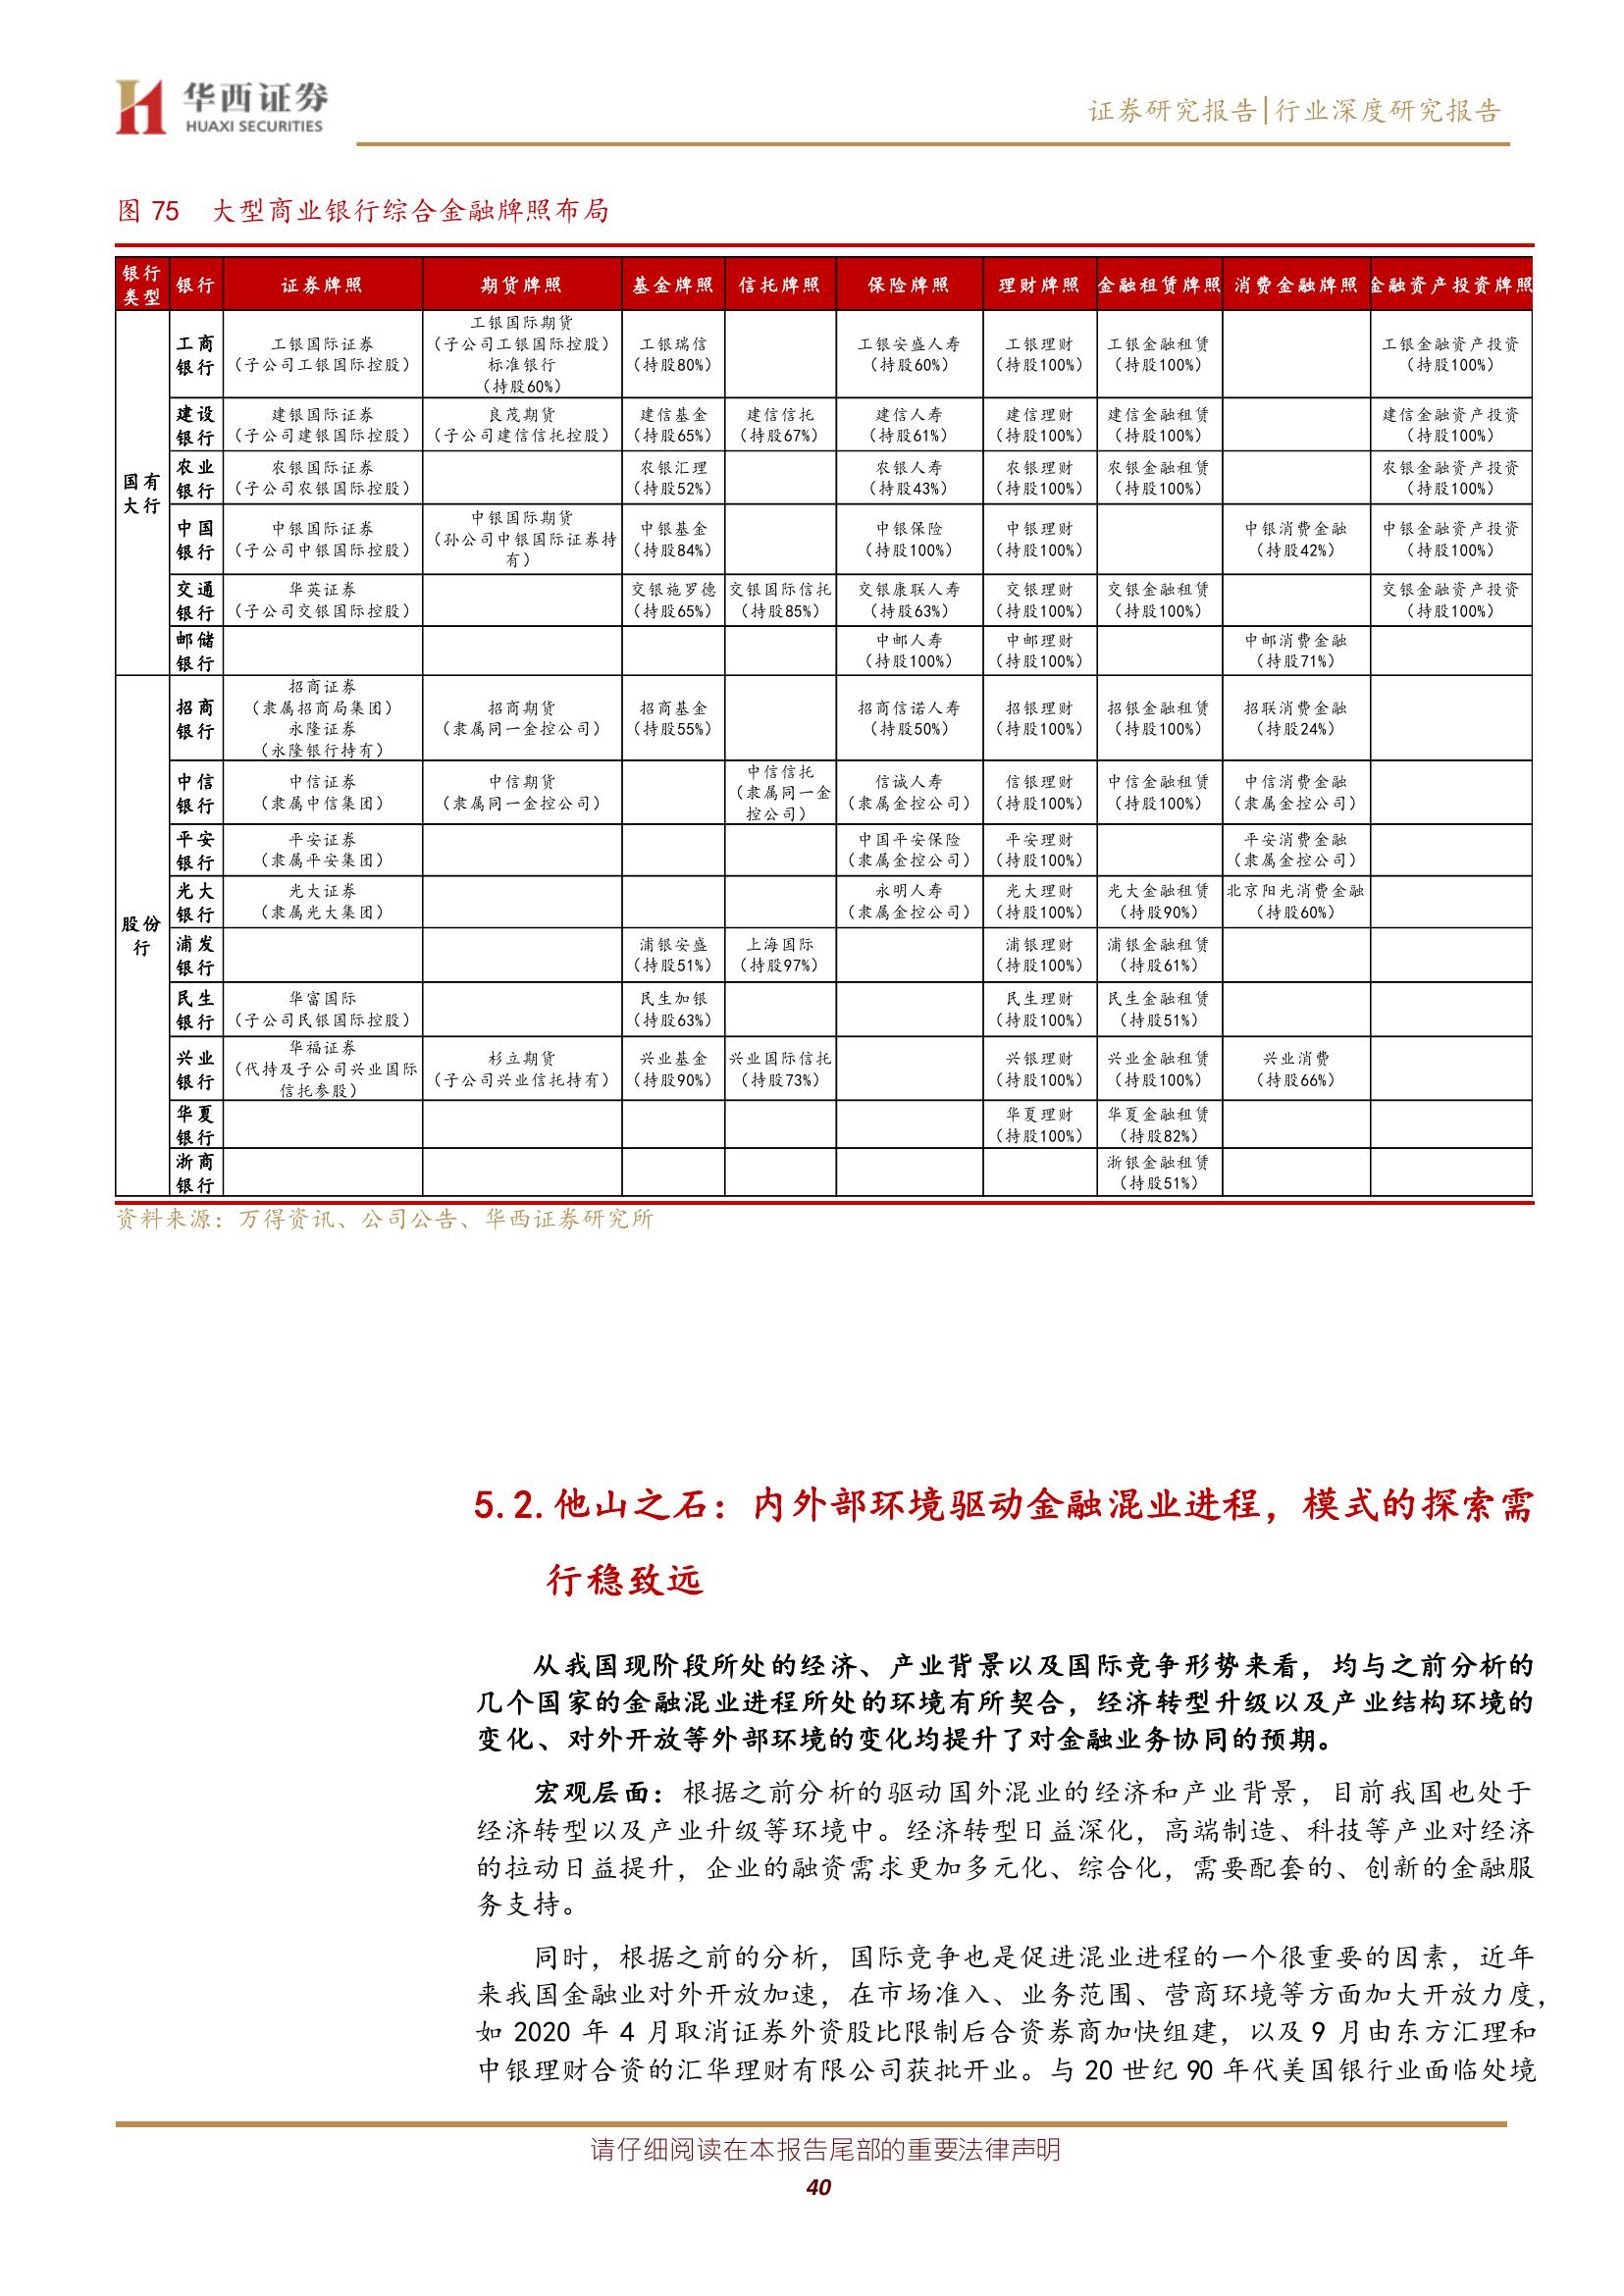 华西证券
HUAXI SECURITIES
证券研究报告|行业深度研究报告
图 75 大型商业银行综合金融牌照布局
银行类型 银行 证券牌照 期货牌照 基金牌照 信托牌照 保险牌照 理财牌照 金融租赁牌照 消费金融牌照 金融资产投资牌照
国有大行
工商银行 工银国际证券（子公司工银国际控股） 工银国际期货（子公司工银国际控股）标准银行（持股60%） 工银瑞信（持股80%） 工银安盛人寿（持股60%） 工银理财（持股100%） 工银金融租赁（持股100%） 工银金融资产投资（持股100%）
建设银行 建银国际证券（子公司建银国际控股） 良茂期货（子公司建信信托控股） 建信基金（持股65%） 建信信托（持股67%） 建信人寿（持股61%） 建信理财（持股100%） 建信金融租赁（持股100%） 建信金融资产投资（持股100%）
农业银行 农银国际证券（子公司农银国际控股） 农银汇理（持股52%） 农银人寿（持股43%） 农银理财（持股100%） 农银金融租赁（持股100%） 农银金融资产投资（持股100%）
中国银行 中银国际证券（子公司中银国际控股） 中银国际期货（孙公司中银国际证券持有） 中银基金（持股84%） 中银保险（持股100%） 中银理财（持股100%） 中银消费金融（持股42%） 中银金融资产投资（持股100%）
交通银行 华英证券（子公司交银国际控股） 交银施罗德（持股65%） 交银国际信托（持股85%） 交银康联人寿（持股63%） 交银理财（持股100%） 交银金融租赁（持股100%） 交银金融资产投资（持股100%）
邮储银行 中邮人寿（持股100%） 中邮理财（持股100%） 中邮消费金融（持股71%）
股份行
招商银行 招商证券（隶属招商局集团）永隆证券（永隆银行持有） 招商期货（隶属同一金控公司） 招商基金（持股55%） 招商信诺人寿（持股50%） 招银理财（持股100%） 招银金融租赁（持股100%） 招联消费金融（持股24%）
中信银行 中信证券（隶属中信集团） 中信期货（隶属同一金控公司） 中信信托（隶属同一金控公司） 信诚人寿（隶属金控公司） 信银理财（持股100%） 中信金融租赁（持股100%） 中信消费金融（隶属金控公司）
平安银行 平安证券（隶属平安集团） 中国平安保险（隶属金控公司） 平安理财（持股100%） 平安消费金融（隶属金控公司）
光大银行 光大证券（隶属光大集团） 永明人寿（隶属金控公司） 光大理财（持股100%） 光大金融租赁（持股90%） 北京阳光消费金融（持股60%）
浦发银行 浦银安盛（持股51%） 上海国际（持股97%） 浦银理财（持股100%） 浦银金融租赁（持股61%）
民生银行 华富国际（子公司民银国际控股） 民生加银（持股63%） 民生理财（持股100%） 民生金融租赁（持股51%）
兴业银行 华福证券（代持及子公司兴业国际信托参股） 杉立期货（子公司兴业信托持有） 兴业基金（持股90%） 兴业国际信托（持股73%） 兴银理财（持股100%） 兴业金融租赁（持股100%） 兴业消费（持股66%）
华夏银行 华夏理财（持股100%） 华夏金融租赁（持股82%）
浙商银行 浙银金融租赁（持股51%）
资料来源：万得资讯、公司公告、华西证券研究所
5.2.他山之石：内外部环境驱动金融混业进程，模式的探索需
行稳致远
从我国现阶段所处的经济、产业背景以及国际竞争形势来看，均与之前分析的
几个国家的金融混业进程所处的环境有所契合，经济转型升级以及产业结构环境的
变化、对外开放等外部环境的变化均提升了对金融业务协同的预期。
宏观层面：根据之前分析的驱动国外混业的经济和产业背景，目前我国也处于
经济转型以及产业升级等环境中。经济转型日益深化，高端制造、科技等产业对经济
的拉动日益提升，企业的融资需求更加多元化、综合化，需要配套的、创新的金融服
务支持。
同时，根据之前的分析，国际竞争也是促进混业进程的一个很重要的因素，近年
来我国金融业对外开放加速，在市场准入、业务范围、营商环境等方面加大开放力度，
如 2020 年 4 月取消证券外资股比限制后合资券商加快组建，以及 9 月由东方汇理和
中银理财合资的汇华理财有限公司获批开业。与 20 世纪 90 年代美国银行业面临处境
请仔细阅读在本报告尾部的重要法律声明
40